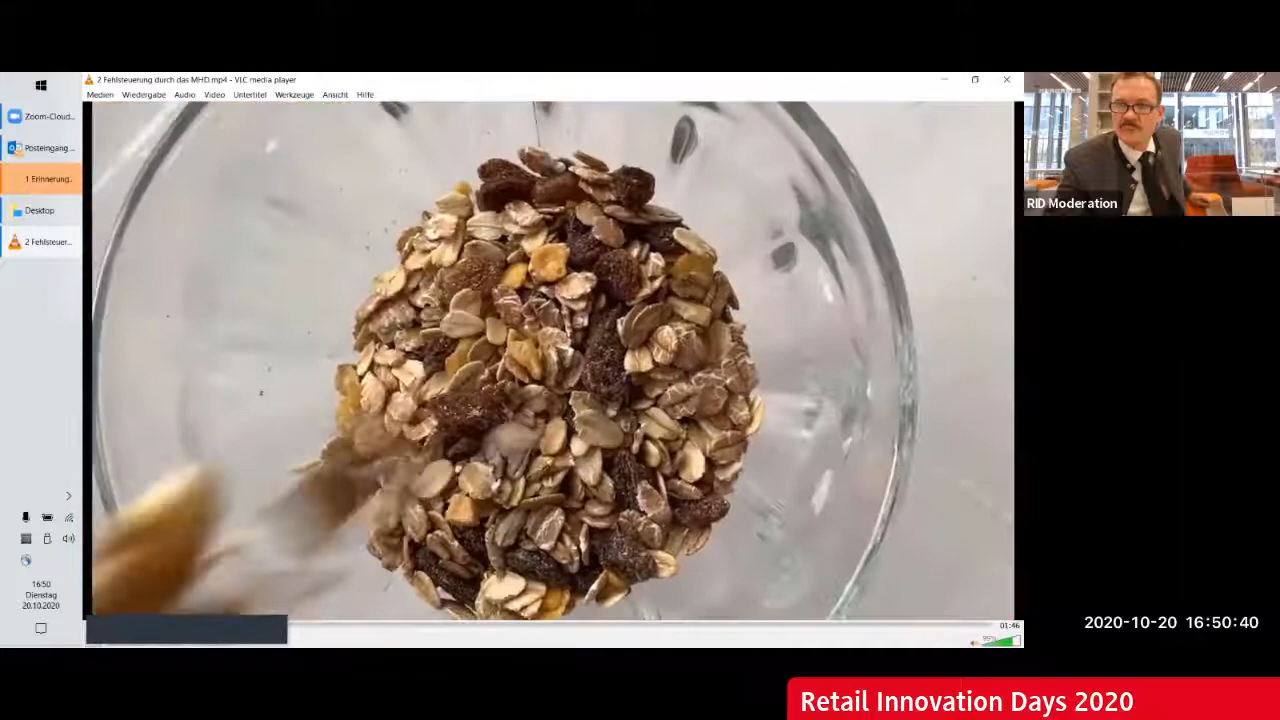 2 Fehlsteuerung durch das MHD.mp4 - VLC media player
Medien Wiedergabe Audio Video Untertitel Werkzeuge Ansicht Hilfe
Zoom-Cloud...
Posteingang ...
1 Erinnerung...
Desktop
2 Fehlsteuer...
16:50
Dienstag
20.10.2020
RID Moderation
01:46
99%
2020-10-20 16:50:40
Retail Innovation Days 2020